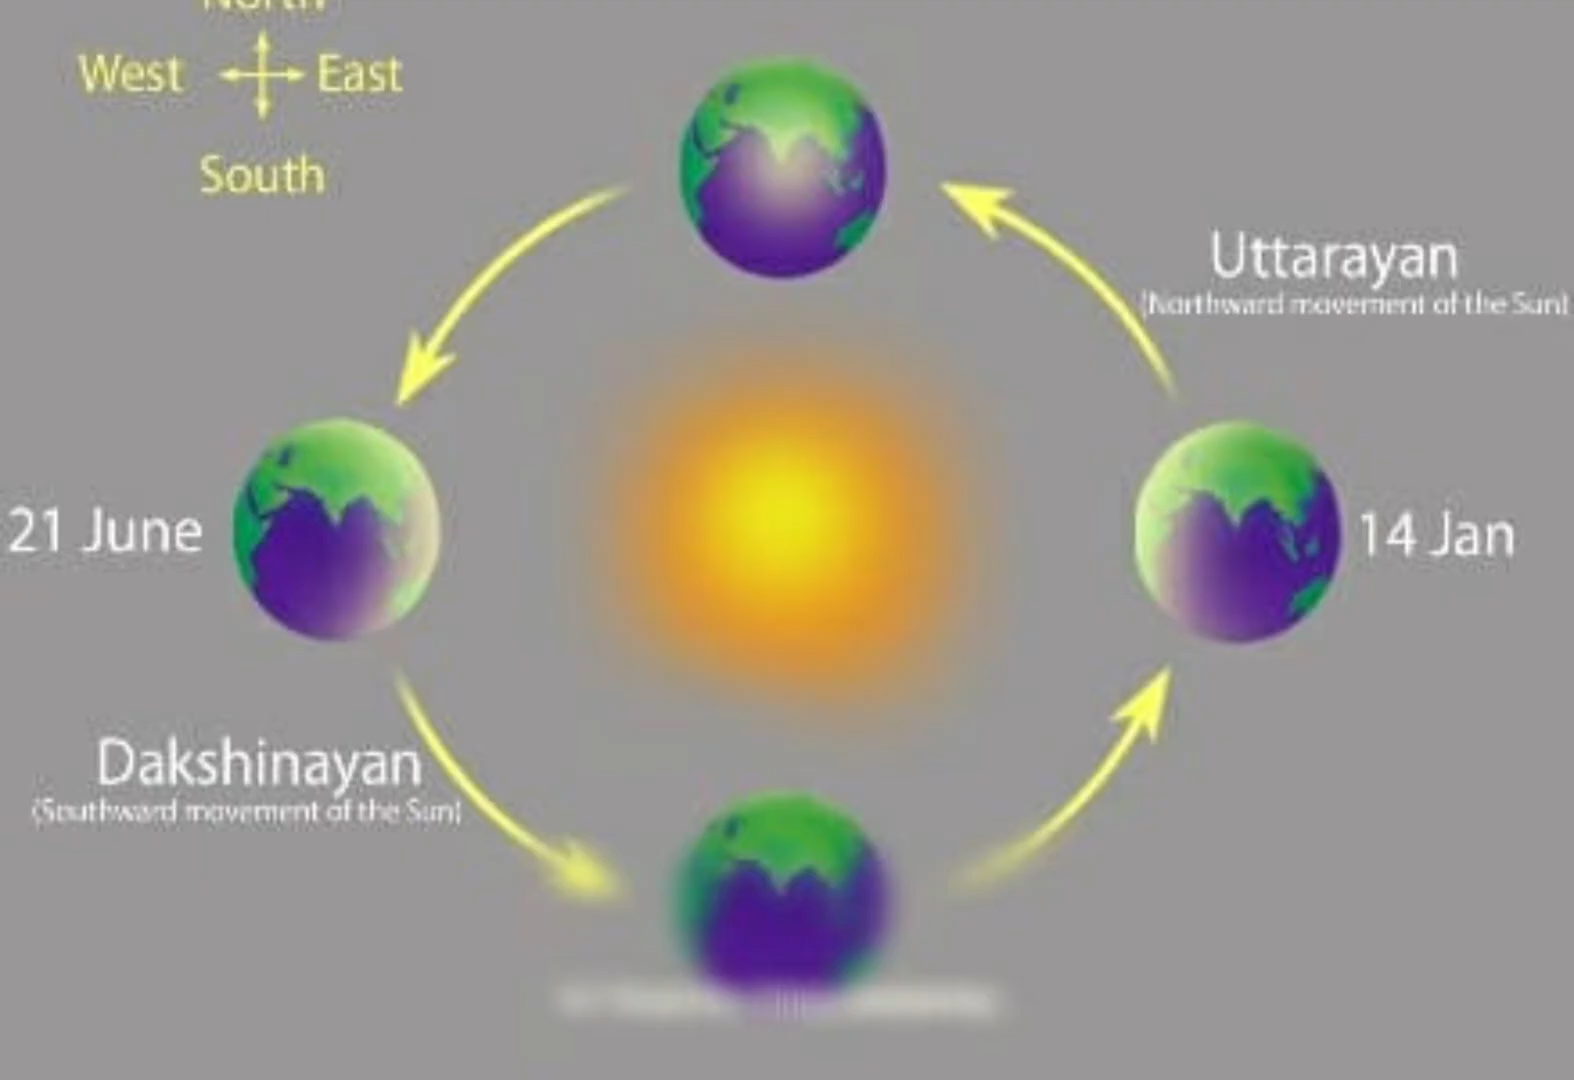 North
West East
South
Uttarayan
(Northward movement of the Sun)
21 June
14 Jan
Dakshinayan
(Southward movement of the Sun)